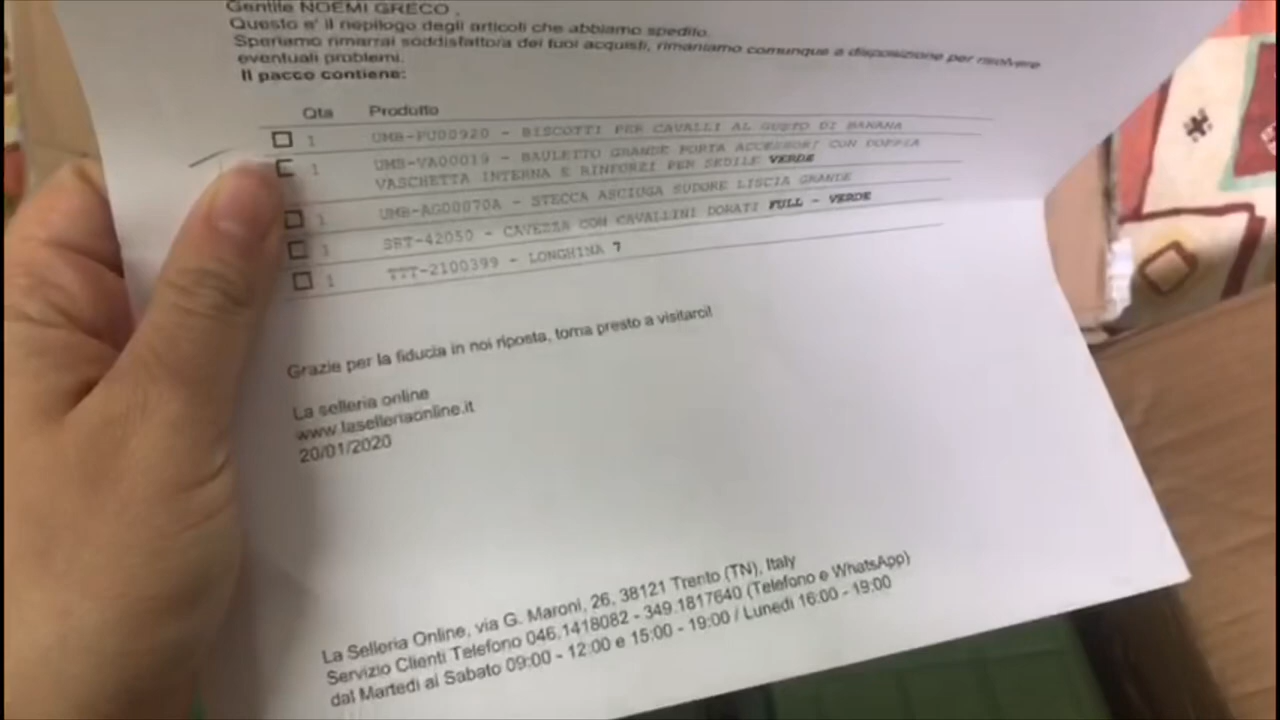 Gentile NOEMI GRECO ,
Questo e' il riepilogo degli articoli che abbiamo spedito.
Speriamo rimarrai soddisfatto/a dei tuoi acquisti, rimaniamo comunque a disposizione per risolvere
eventuali problemi.
Il pacco contiene:
Qta Prodotto
1 UMB-PU00920 - BISCOTTI PER CAVALLI AL GUSTO DI BANANA
1 UMB-VA00019 - BAULETTO GRANDE PORTA ACCESSORI CON DOPPIA
VASCHETTA INTERNA E RINFORZI PER SEDILE VERDE
1 UMB-AG00070A - STECCA ASCIUGA SUDORE LISCIA GRANDE
1 SRT-42050 - CAVEZZA CON CAVALLINI DORATI FULL - VERDE
1 TTT-2100399 - LONGHINA 7
Grazie per la fiducia in noi riposta, torna presto a visitarci!
La selleria online
www.laselleriaonline.it
20/01/2020
La Selleria Online, via G. Maroni, 26, 38121 Trento (TN), Italy
Servizio Clienti Telefono 046.1418082 - 349.1817640 (Telefono e WhatsApp)
dal Martedì al Sabato 09:00 - 12:00 e 15:00 - 19:00 / Lunedì 16:00 - 19:00